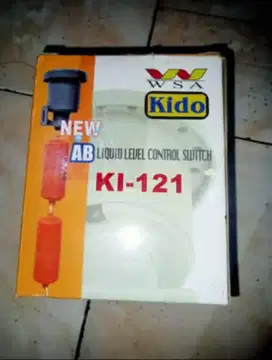 WSA
Kido
NEW
AB LIQUID LEVEL CONTROL SWITCH
KI-121